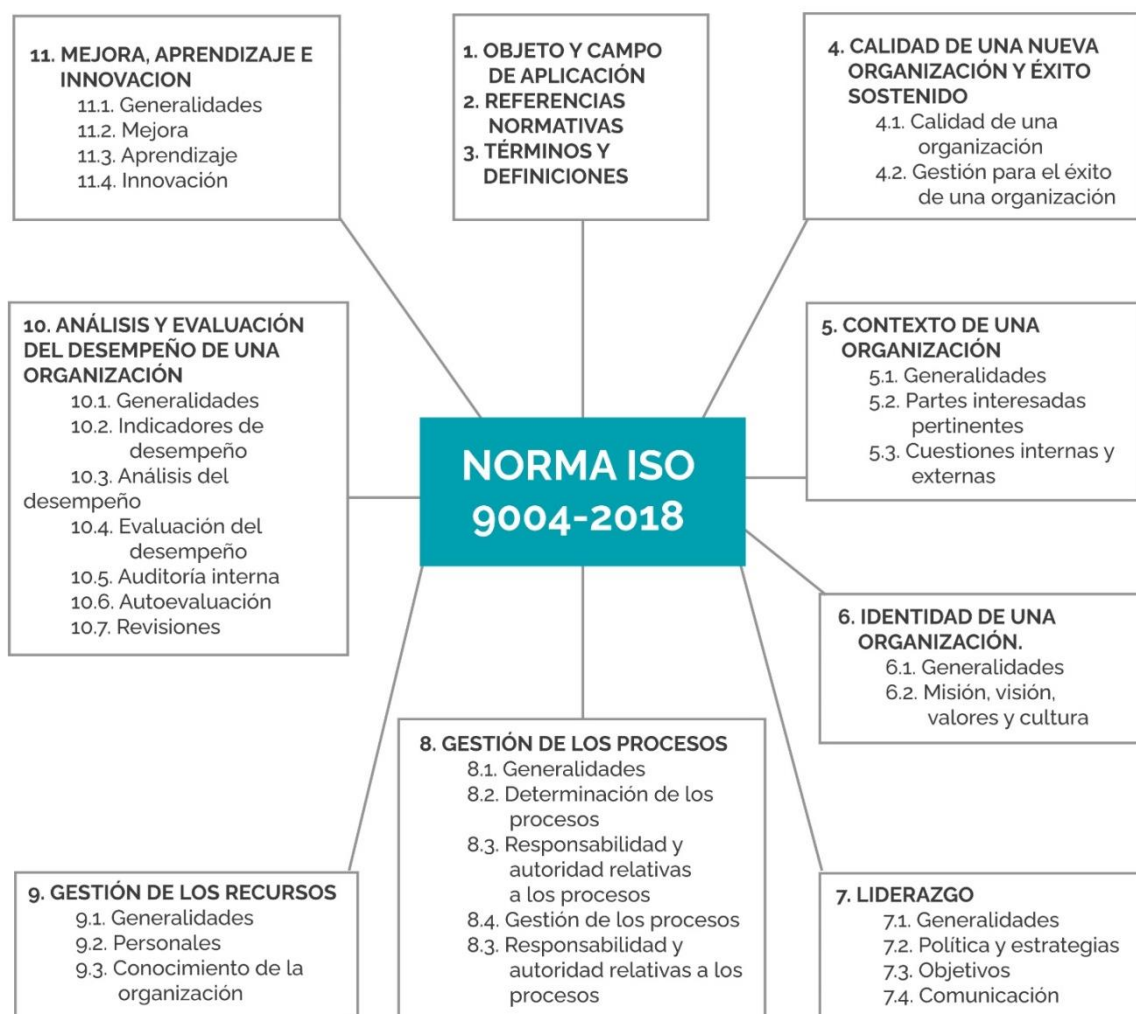 NORMA ISO
9004-2018
1. OBJETO Y CAMPO
DE APLICACIÓN
2. REFERENCIAS
NORMATIVAS
3. TÉRMINOS Y
DEFINICIONES
4. CALIDAD DE UNA NUEVA
ORGANIZACIÓN Y ÉXITO
SOSTENIDO
4.1. Calidad de una
organización
4.2. Gestión para el éxito
de una organización
5. CONTEXTO DE UNA
ORGANIZACIÓN
5.1. Generalidades
5.2. Partes interesadas
pertinentes
5.3. Cuestiones internas y
externas
6. IDENTIDAD DE UNA
ORGANIZACIÓN.
6.1. Generalidades
6.2. Misión, visión,
valores y cultura
7. LIDERAZGO
7.1. Generalidades
7.2. Política y estrategias
7.3. Objetivos
7.4. Comunicación
8. GESTIÓN DE LOS PROCESOS
8.1. Generalidades
8.2. Determinación de los
procesos
8.3. Responsabilidad y
autoridad relativas
a los procesos
8.4. Gestión de los procesos
8.3. Responsabilidad y
autoridad relativas a los
procesos
9. GESTIÓN DE LOS RECURSOS
9.1. Generalidades
9.2. Personales
9.3. Conocimiento de la
organización
10. ANÁLISIS Y EVALUACIÓN
DEL DESEMPEÑO DE UNA
ORGANIZACIÓN
10.1. Generalidades
10.2. Indicadores de
desempeño
10.3. Análisis del
desempeño
10.4. Evaluación del
desempeño
10.5. Auditoría interna
10.6. Autoevaluación
10.7. Revisiones
11. MEJORA, APRENDIZAJE E
INNOVACION
11.1. Generalidades
11.2. Mejora
11.3. Aprendizaje
11.4. Innovación